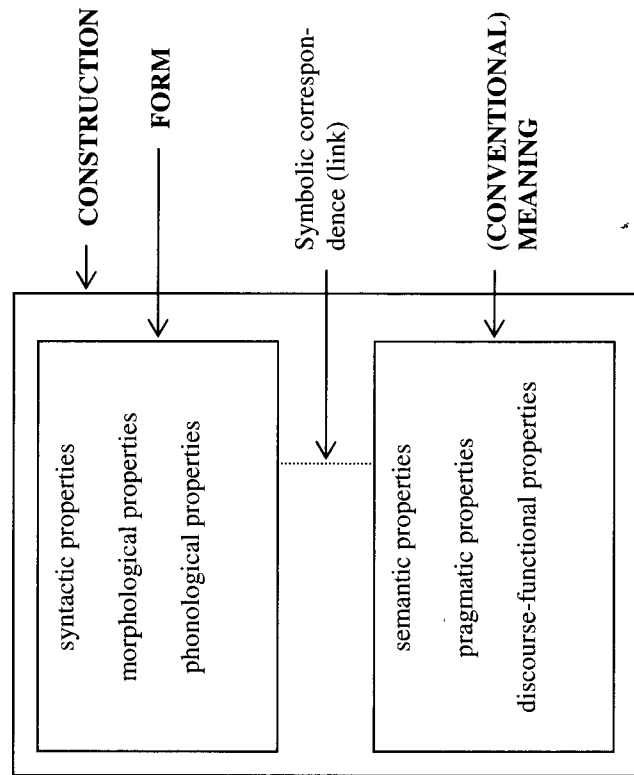 syntactic properties
CONSTRUCTION
morphological properties
FORM
phonological properties
Symbolic correspon-
dence (link)
semantic properties
pragmatic properties
(CONVENTIONAL)
MEANING
discourse-functional properties